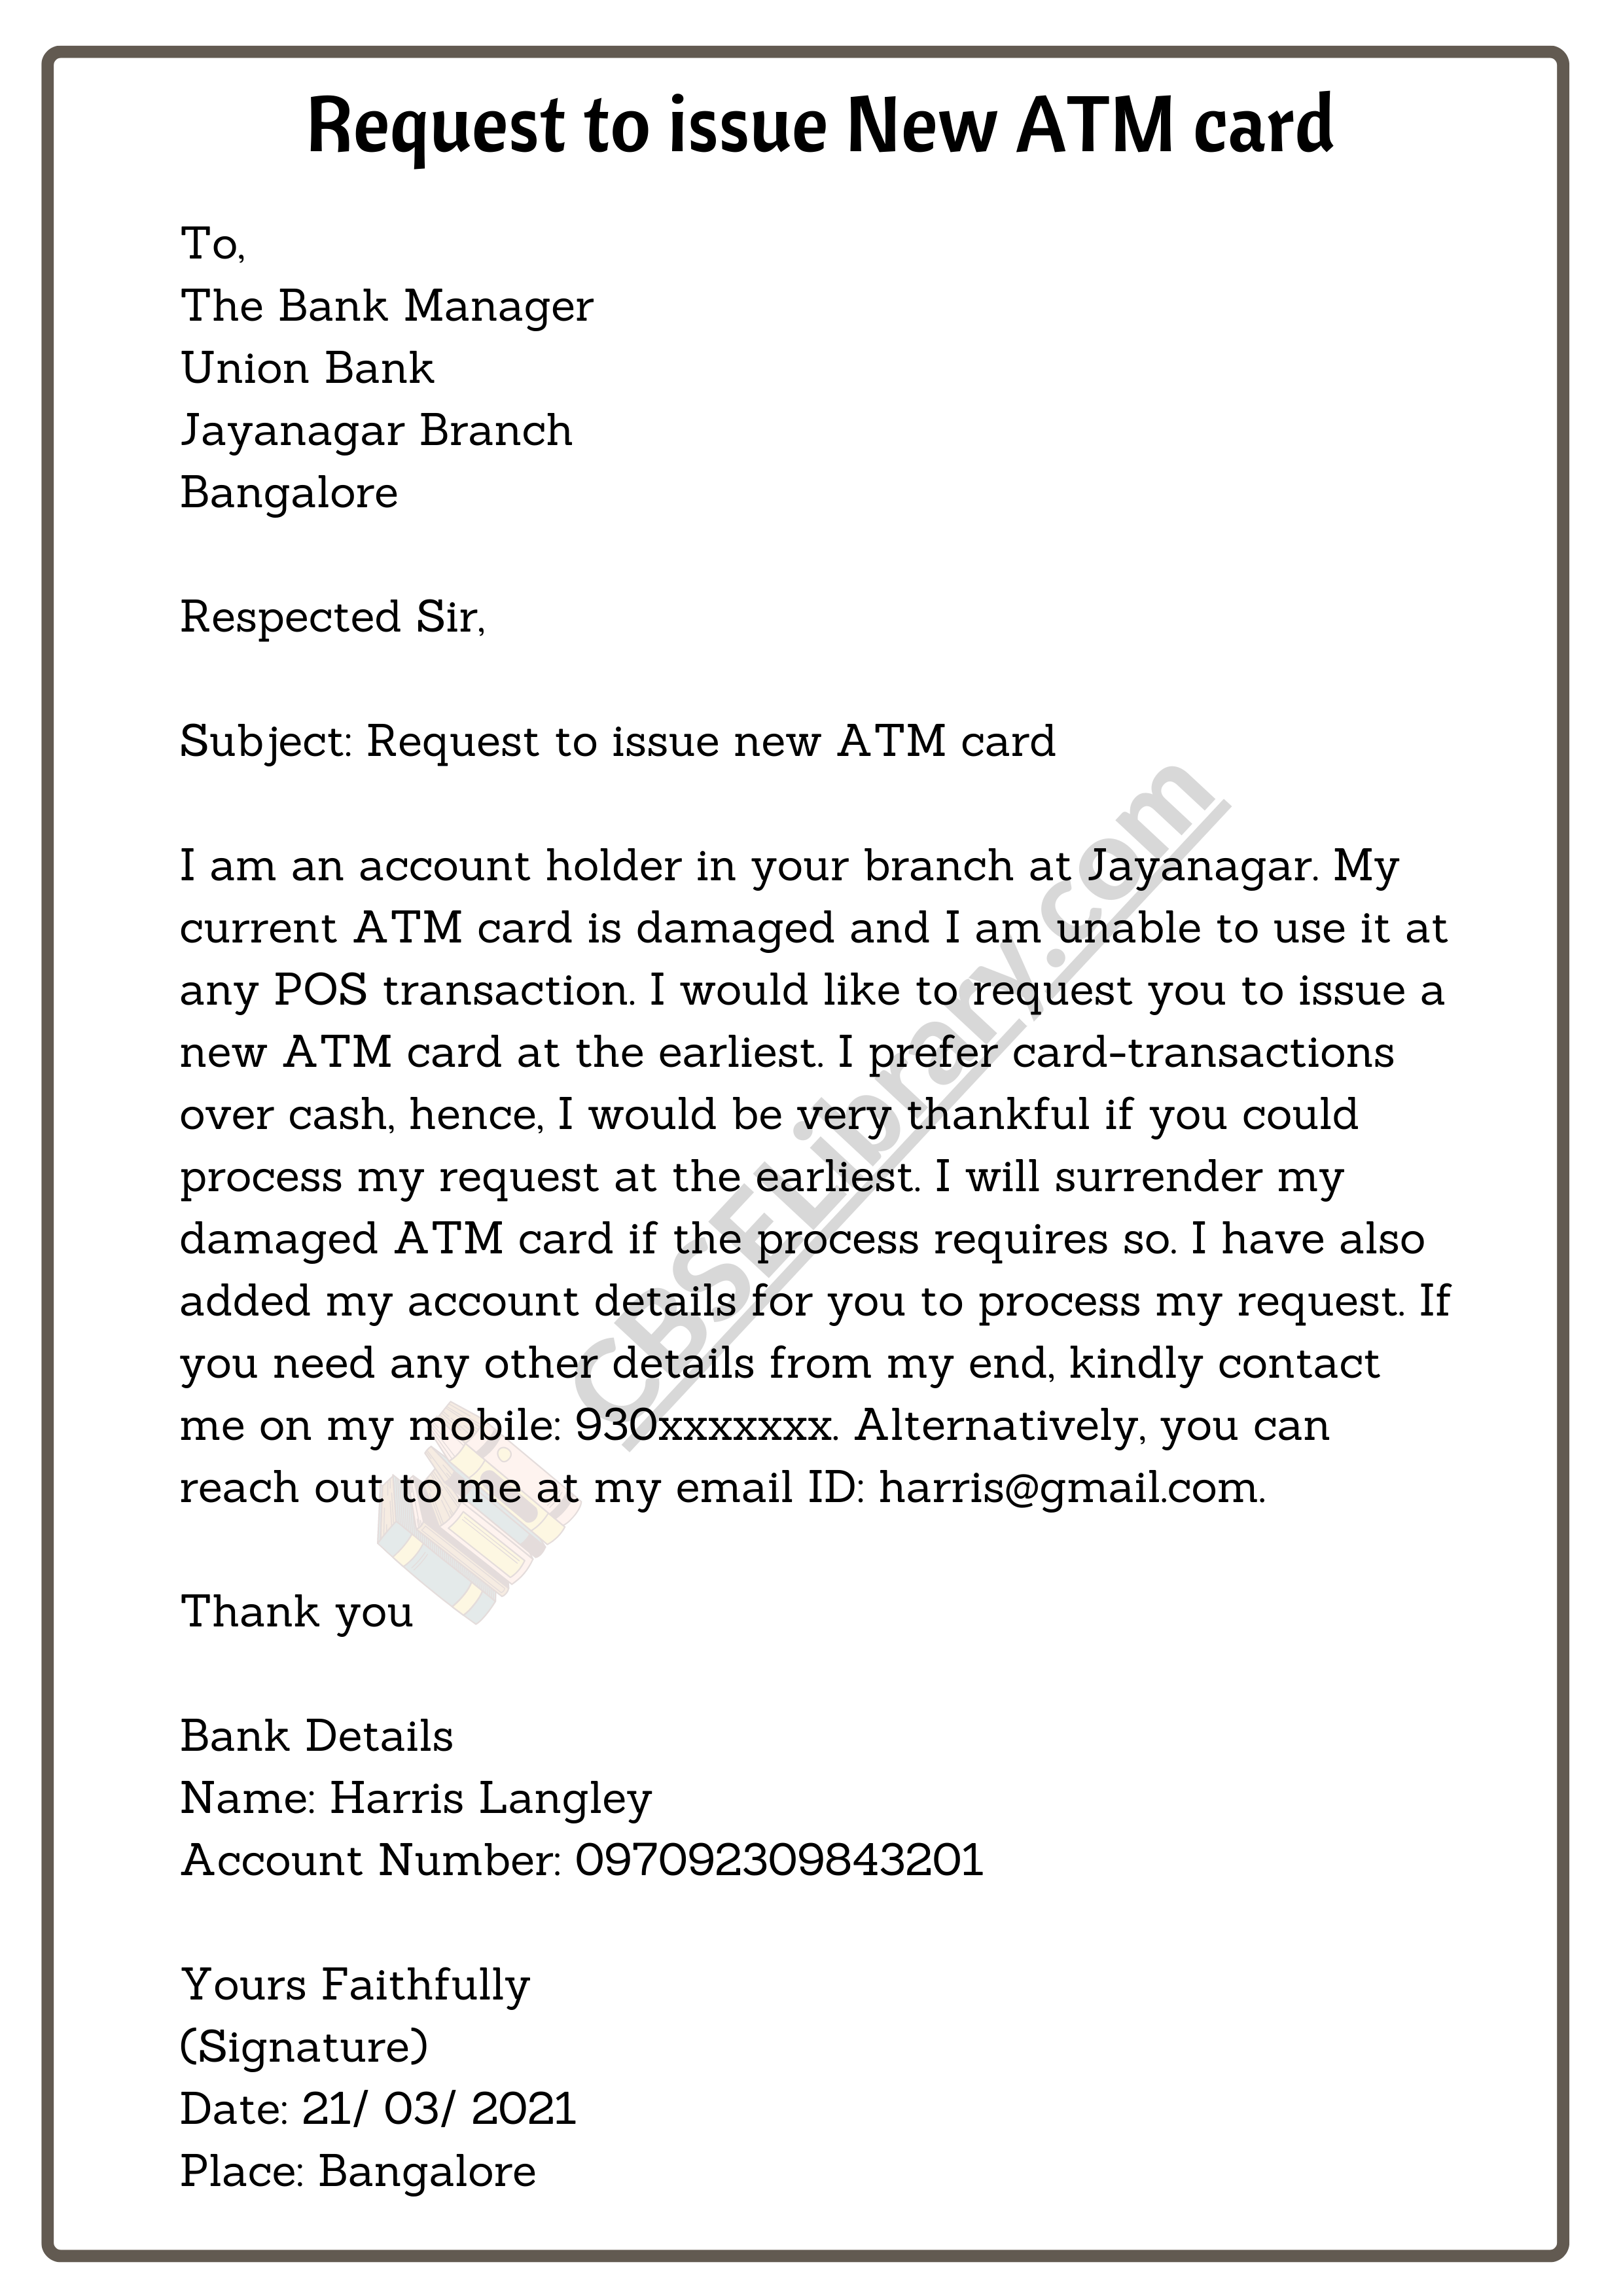 Request to issue New ATM card
To,
The Bank Manager
Union Bank
Jayanagar Branch
Bangalore
Respected Sir,
Subject: Request to issue new ATM card
I am an account holder in your branch at Jayanagar. My
current ATM card is damaged and I am unable to use it at
any POS transaction. I would like to request you to issue a
new ATM card at the earliest. I prefer card-transactions
over cash, hence, I would be very thankful if you could
process my request at the earliest. I will surrender my
damaged ATM card if the process requires so. I have also
added my account details for you to process my request. If
you need any other details from my end, kindly contact
me on my mobile: 930xxxxxxx. Alternatively, you can
reach out to me at my email ID: harris@gmail.com.
Thank you
Bank Details
Name: Harris Langley
Account Number: 097092309843201
Yours Faithfully
(Signature)
Date: 21/ 03/ 2021
Place: Bangalore
CBSELibrary.com